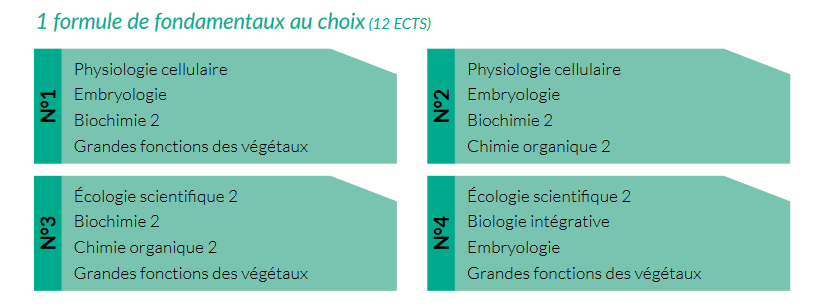 1 formule de fondamentaux au choix (12 ECTS)
N°1
Physiologie cellulaire
Embryologie
Biochimie 2
Grandes fonctions des végétaux
N°2
Physiologie cellulaire
Embryologie
Biochimie 2
Chimie organique 2
N°3
Écologie scientifique 2
Biochimie 2
Chimie organique 2
Grandes fonctions des végétaux
N°4
Écologie scientifique 2
Biologie intégrative
Embryologie
Grandes fonctions des végétaux